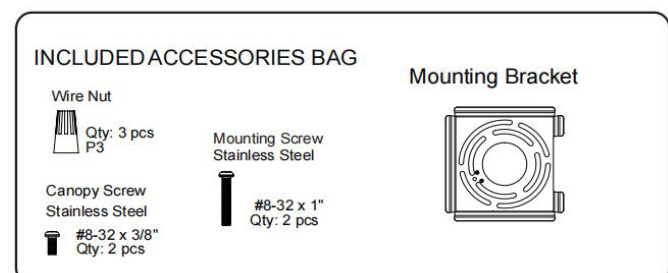 INCLUDED ACCESSORIES BAG
Mounting Bracket
Wire Nut
Qty: 3 pcs
P3
Mounting Screw
Stainless Steel
#8-32 x 1"
Qty: 2 pcs
Canopy Screw
Stainless Steel
#8-32 x 3/8"
Qty: 2 pcs